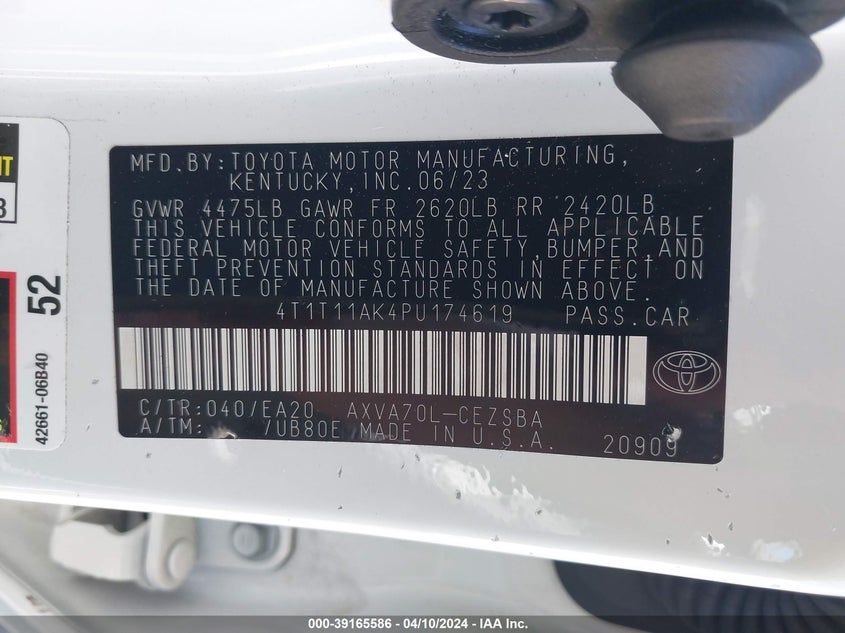 MFD.BY:TOYOTA MOTOR MANUFACTURING,
KENTUCKY,INC.06/23
GVWR 4475LB GAWR FR 2620LB RR 2420LB
THIS VEHICLE CONFORMS TO ALL APPLICABLE
FEDERAL MOTOR VEHICLE SAFETY,BUMPER,AND
THEFT PREVENTION STANDARDS IN EFFECT ON
THE DATE OF MANUFACTURE SHOWN ABOVE.
4T1T11AK4PU174619 PASS.CAR
C/TR:040/EA20 AXVA70L-CEZSBA
A/TM: 7UB80E MADE IN U.S.A. 20909
52
42661-06B40
000-39165586 - 04/10/2024 - IAA Inc.